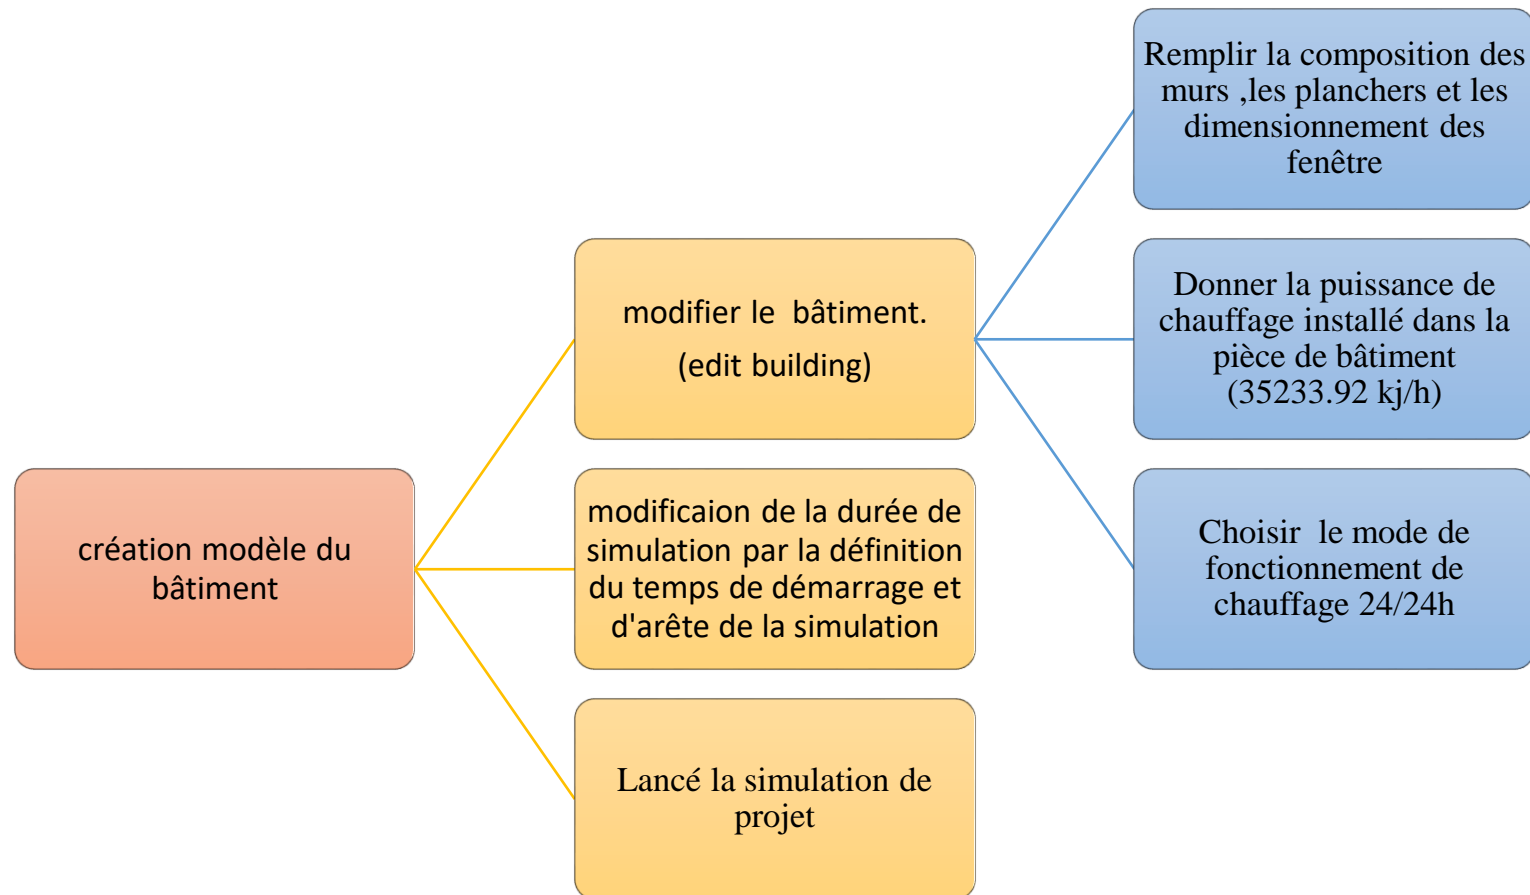 création modèle du
bâtiment
modifier le  bâtiment.
(edit building)
modificaion de la durée de
simulation par la définition
du temps de démarrage et
d'arête de la simulation
Lancé la simulation de
projet
Remplir la composition des
murs ,les planchers et les
dimensionnement des
fenêtre
Donner la puissance de
chauffage installé dans la
pièce de bâtiment
(35233.92 kj/h)
Choisir  le mode de
fonctionnement de
chauffage 24/24h